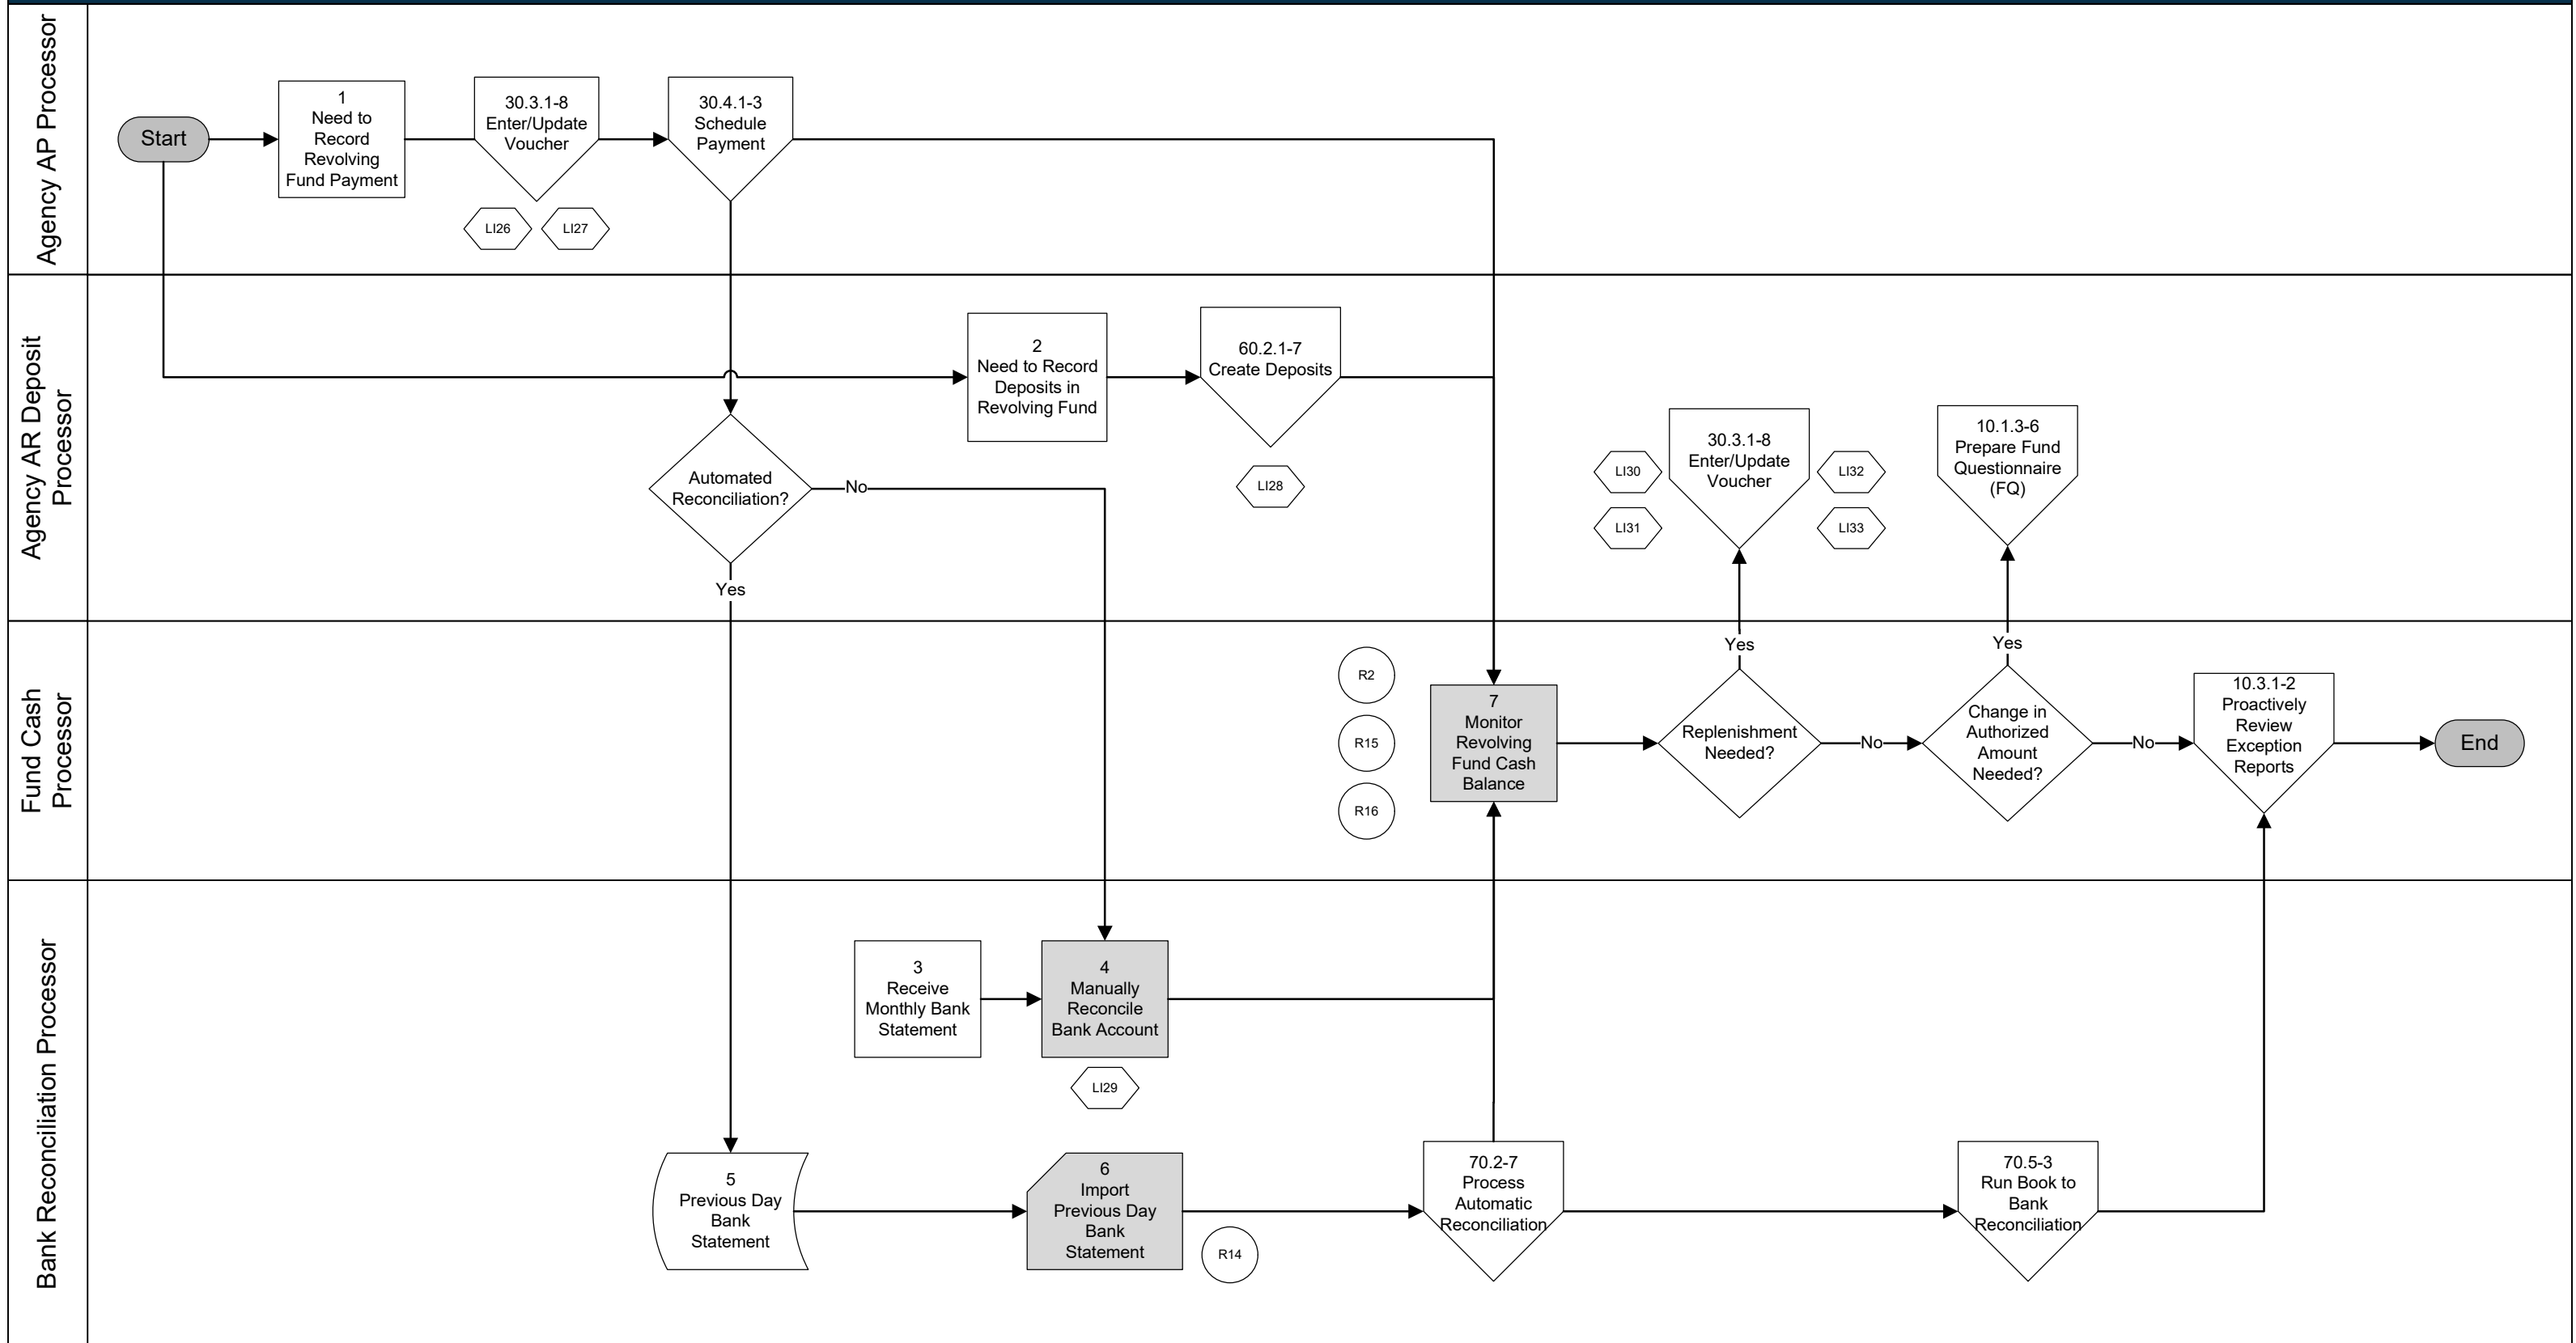 Agency AP Processor
Start
1
Need to
Record
Revolving
Fund Payment
30.3.1-8
Enter/Update
Voucher
LI26
LI27
30.4.1-3
Schedule
Payment
Agency AR Deposit
Processor
2
Need to Record
Deposits in
Revolving Fund
60.2.1-7
Create Deposits
LI28
Automated
Reconciliation?
No
Yes
LI30
LI31
30.3.1-8
Enter/Update
Voucher
LI32
LI33
10.1.3-6
Prepare Fund
Questionnaire
(FQ)
Fund Cash
Processor
R2
R15
R16
7
Monitor
Revolving
Fund Cash
Balance
Yes
Replenishment
Needed?
No
Yes
Change in
Authorized
Amount
Needed?
No
10.3.1-2
Proactively
Review
Exception
Reports
End
Bank Reconciliation Processor
3
Receive
Monthly Bank
Statement
4
Manually
Reconcile
Bank Account
LI29
5
Previous Day
Bank
Statement
6
Import
Previous Day
Bank
Statement
R14
70.2-7
Process
Automatic
Reconciliation
70.5-3
Run Book to
Bank
Reconciliation